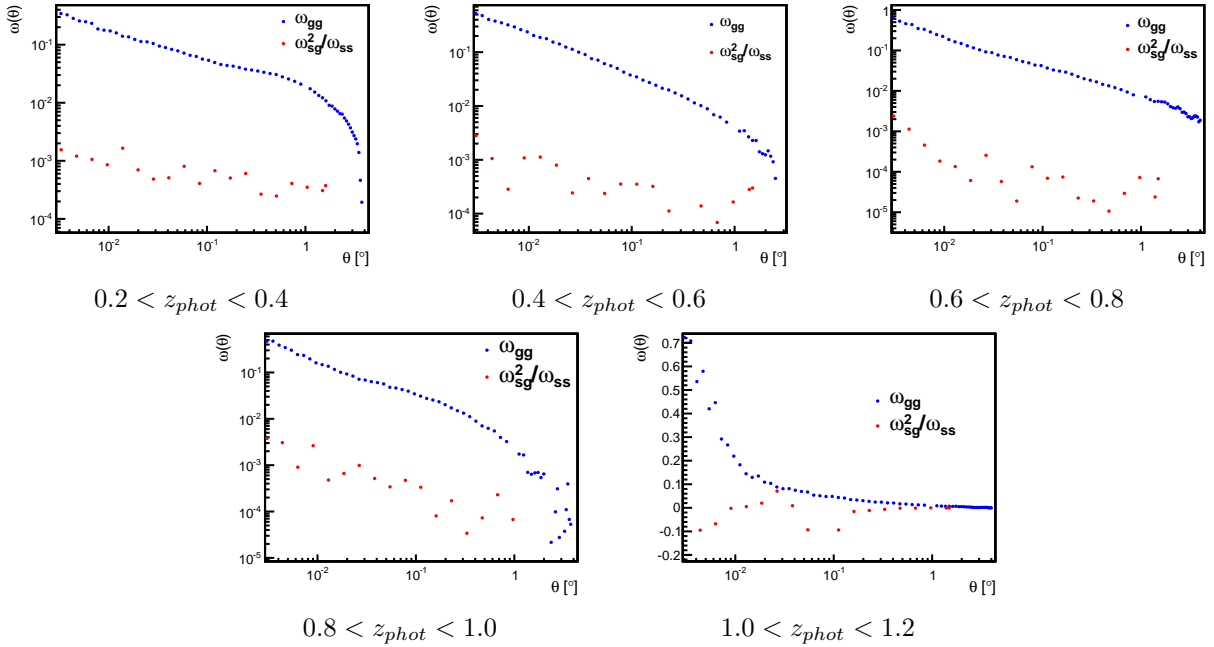 ω(θ)
10⁻¹
10⁻²
10⁻³
10⁻⁴
10⁻² 10⁻¹ 1
θ [°]
ω_gg
ω²_sg/ω_ss
0.2 < z_phot < 0.4
ω(θ)
10⁻¹
10⁻²
10⁻³
10⁻⁴
10⁻² 10⁻¹ 1
θ [°]
ω_gg
ω²_sg/ω_ss
0.4 < z_phot < 0.6
ω(θ)
1
10⁻¹
10⁻²
10⁻³
10⁻⁴
10⁻⁵
10⁻² 10⁻¹ 1
θ [°]
ω_gg
ω²_sg/ω_ss
0.6 < z_phot < 0.8
ω(θ)
10⁻¹
10⁻²
10⁻³
10⁻⁴
10⁻⁵
10⁻² 10⁻¹ 1
θ [°]
ω_gg
ω²_sg/ω_ss
0.8 < z_phot < 1.0
ω(θ)
0.7
0.6
0.5
0.4
0.3
0.2
0.1
0
-0.1
-0.2
10⁻² 10⁻¹ 1
θ [°]
ω_gg
ω²_sg/ω_ss
1.0 < z_phot < 1.2